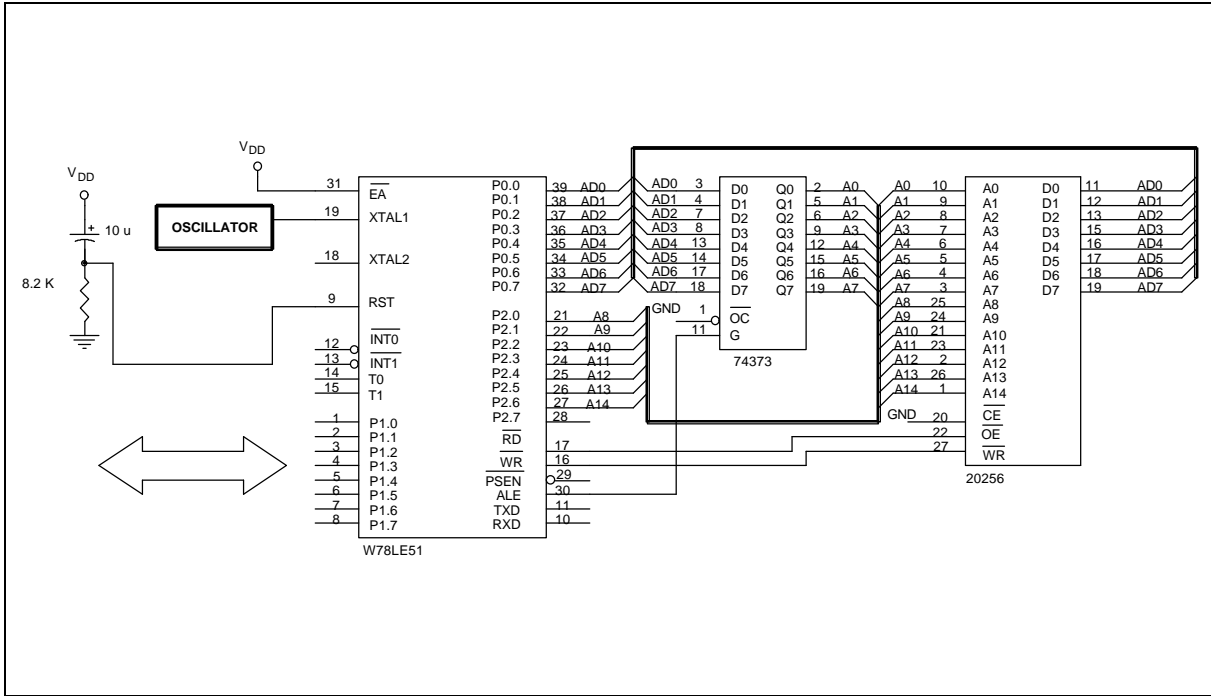 VDD
10 u
8.2 K
VDD
OSCILLATOR
31 EA
19 XTAL1
18 XTAL2
9 RST
12 INT0
13 INT1
14 T0
15 T1
1 P1.0
2 P1.1
3 P1.2
4 P1.3
5 P1.4
6 P1.5
7 P1.6
8 P1.7
P0.0 39 AD0
P0.1 38 AD1
P0.2 37 AD2
P0.3 36 AD3
P0.4 35 AD4
P0.5 34 AD5
P0.6 33 AD6
P0.7 32 AD7
P2.0 21 A8
P2.1 22 A9
P2.2 23 A10
P2.3 24 A11
P2.4 25 A12
P2.5 26 A13
P2.6 27 A14
P2.7 28
RD 17
WR 16
PSEN 29
ALE 30
TXD 11
RXD 10
W78LE51
AD0 3 D0 Q0 2 A0
AD1 4 D1 Q1 5 A1
AD2 7 D2 Q2 6 A2
AD3 8 D3 Q3 9 A3
AD4 13 D4 Q4 12 A4
AD5 14 D5 Q5 15 A5
AD6 17 D6 Q6 16 A6
AD7 18 D7 Q7 19 A7
GND 1 OC
11 G
74373
A0 10 A0 D0 11 AD0
A1 9 A1 D1 12 AD1
A2 8 A2 D2 13 AD2
A3 7 A3 D3 15 AD3
A4 6 A4 D4 16 AD4
A5 5 A5 D5 17 AD5
A6 4 A6 D6 18 AD6
A7 3 A7 D7 19 AD7
A8 25 A8
A9 24 A9
A10 21 A10
A11 23 A11
A12 2 A12
A13 26 A13
A14 1 A14
GND 20 CE
22 OE
27 WR
20256